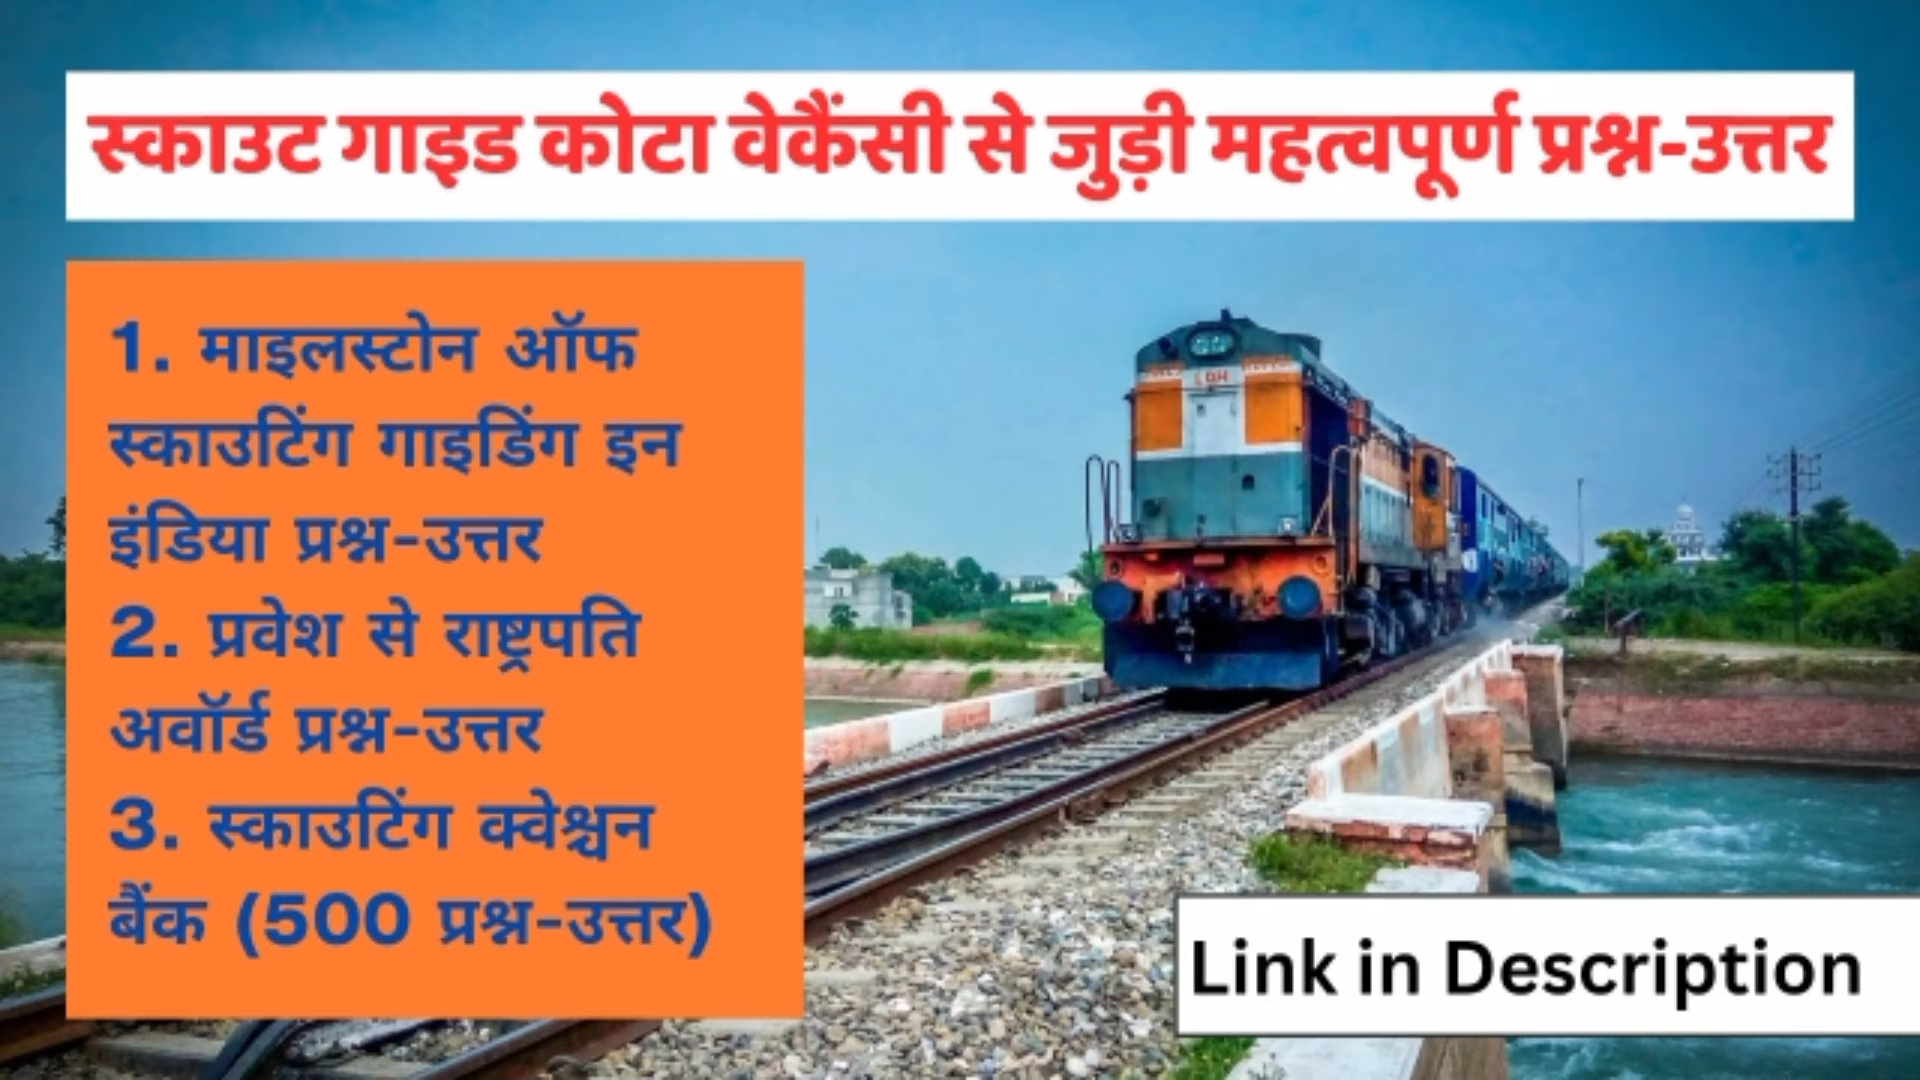 स्काउट गाइड कोटा वेकैंसी से जुड़ी महत्वपूर्ण प्रश्न-उत्तर
1. माइलस्टोन ऑफ
स्काउटिंग गाइडिंग इन
इंडिया प्रश्न-उत्तर
2. प्रवेश से राष्ट्रपति
अवॉर्ड प्रश्न-उत्तर
3. स्काउटिंग क्वेश्चन
बैंक (500 प्रश्न-उत्तर)
LDH
Link in Description